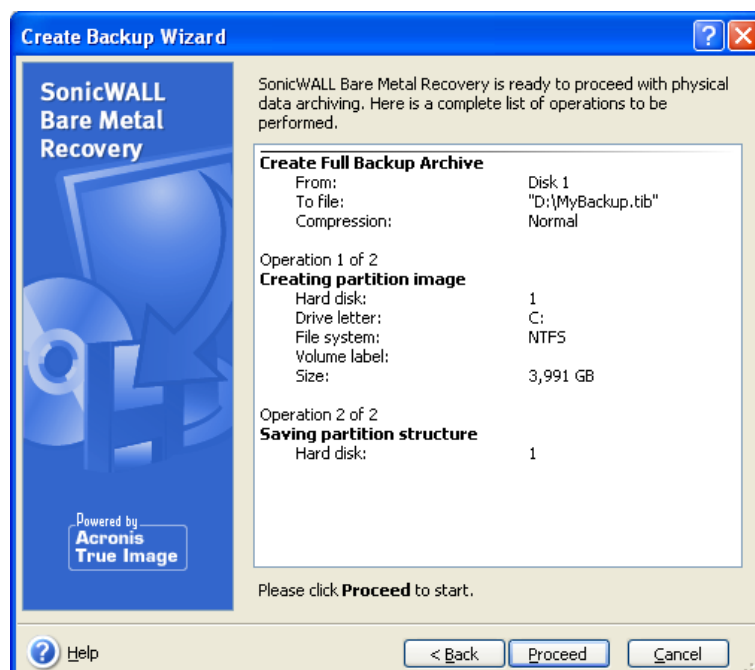 Create Backup Wizard
SonicWALL
Bare Metal
Recovery
SonicWALL Bare Metal Recovery is ready to proceed with physical
data archiving. Here is a complete list of operations to be
performed.
Create Full Backup Archive
From: Disk 1
To file: "D:\MyBackup.tib"
Compression: Normal
Operation 1 of 2
Creating partition image
Hard disk: 1
Drive letter: C:
File system: NTFS
Volume label:
Size: 3,991 GB
Operation 2 of 2
Saving partition structure
Hard disk: 1
Powered by
Acronis
True Image
Please click Proceed to start.
Help
< Back Proceed Cancel